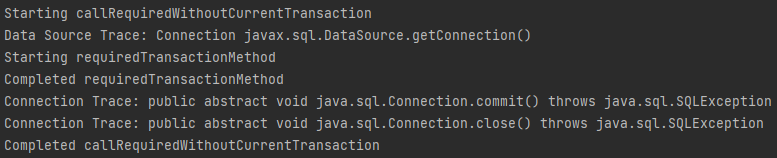 Starting callRequiredWithoutCurrentTransaction
Data Source Trace: Connection javax.sql.DataSource.getConnection()
Starting requiredTransactionMethod
Completed requiredTransactionMethod
Connection Trace: public abstract void java.sql.Connection.commit() throws java.sql.SQLException
Connection Trace: public abstract void java.sql.Connection.close() throws java.sql.SQLException
Completed callRequiredWithoutCurrentTransaction